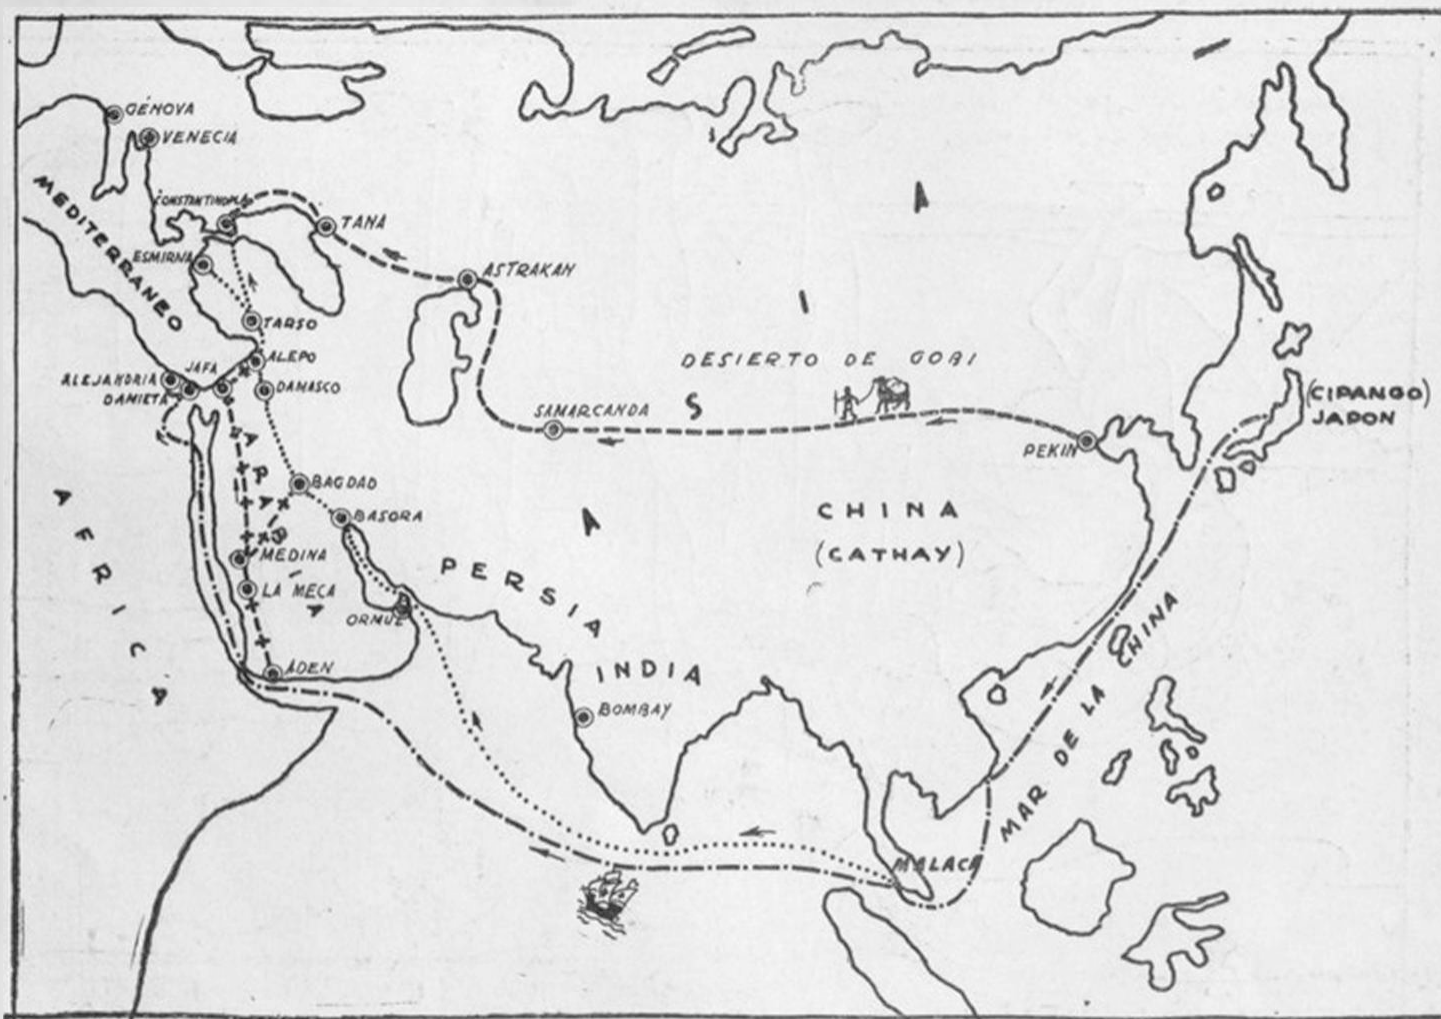 GÉNOVA
VENECIA
MEDITERRANEO
CONSTANTINOPLA
TANA
ESMIRNA
ASTRAKAN
TARSO
ALEPO
JAFA
ALEJANDRIA
DAMIETA
DAMASCO
DESIERTO DE GOBI
SAMARCANDA
ASIA
(CIPANGO)
JAPON
PEKIN
BAGDAD
BASORA
ARABIA
AFRICA
CHINA
(CATHAY)
MEDINA
LA MECA
PERSIA
ORMUZ
ADEN
INDIA
BOMBAY
MAR DE LA CHINA
MALACA